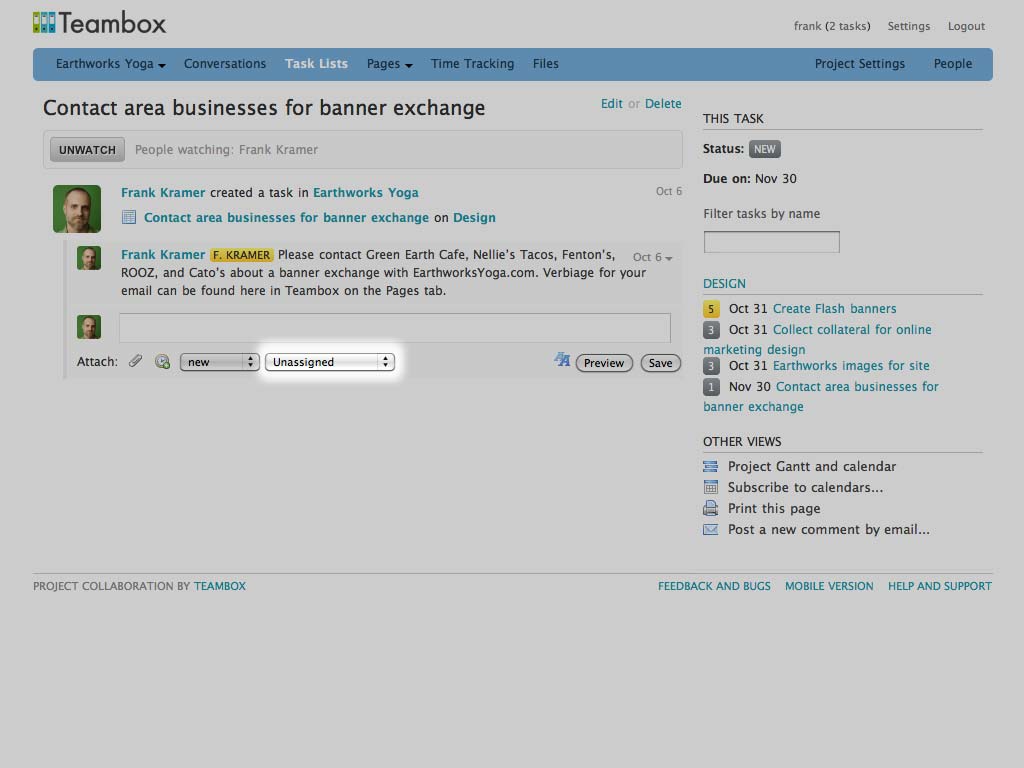 Teambox
frank (2 tasks) Settings Logout
Earthworks Yoga Conversations Task Lists Pages Time Tracking Files Project Settings People
Contact area businesses for banner exchange
Edit or Delete
UNWATCH People watching: Frank Kramer
Frank Kramer created a task in Earthworks Yoga Oct 6
Contact area businesses for banner exchange on Design
Frank Kramer F. KRAMER Please contact Green Earth Cafe, Nellie's Tacos, Fenton's, Oct 6
ROOZ, and Cato's about a banner exchange with EarthworksYoga.com. Verbiage for your
email can be found here in Teambox on the Pages tab.
Attach: new Unassigned Preview Save
THIS TASK
Status: NEW
Due on: Nov 30
Filter tasks by name
DESIGN
5 Oct 31 Create Flash banners
3 Oct 31 Collect collateral for online
marketing design
3 Oct 31 Earthworks images for site
1 Nov 30 Contact area businesses for
banner exchange
OTHER VIEWS
Project Gantt and calendar
Subscribe to calendars...
Print this page
Post a new comment by email...
PROJECT COLLABORATION BY TEAMBOX
FEEDBACK AND BUGS MOBILE VERSION HELP AND SUPPORT